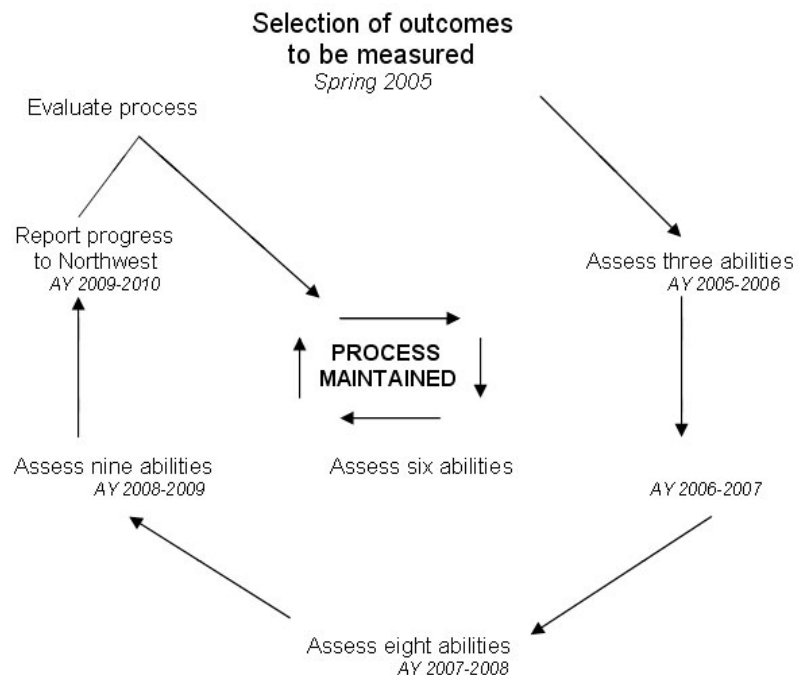 Selection of outcomes
to be measured
Spring 2005
Evaluate process
Report progress
to Northwest
AY 2009-2010
Assess three abilities
AY 2005-2006
PROCESS
MAINTAINED
Assess nine abilities
AY 2008-2009
Assess six abilities
AY 2006-2007
Assess eight abilities
AY 2007-2008